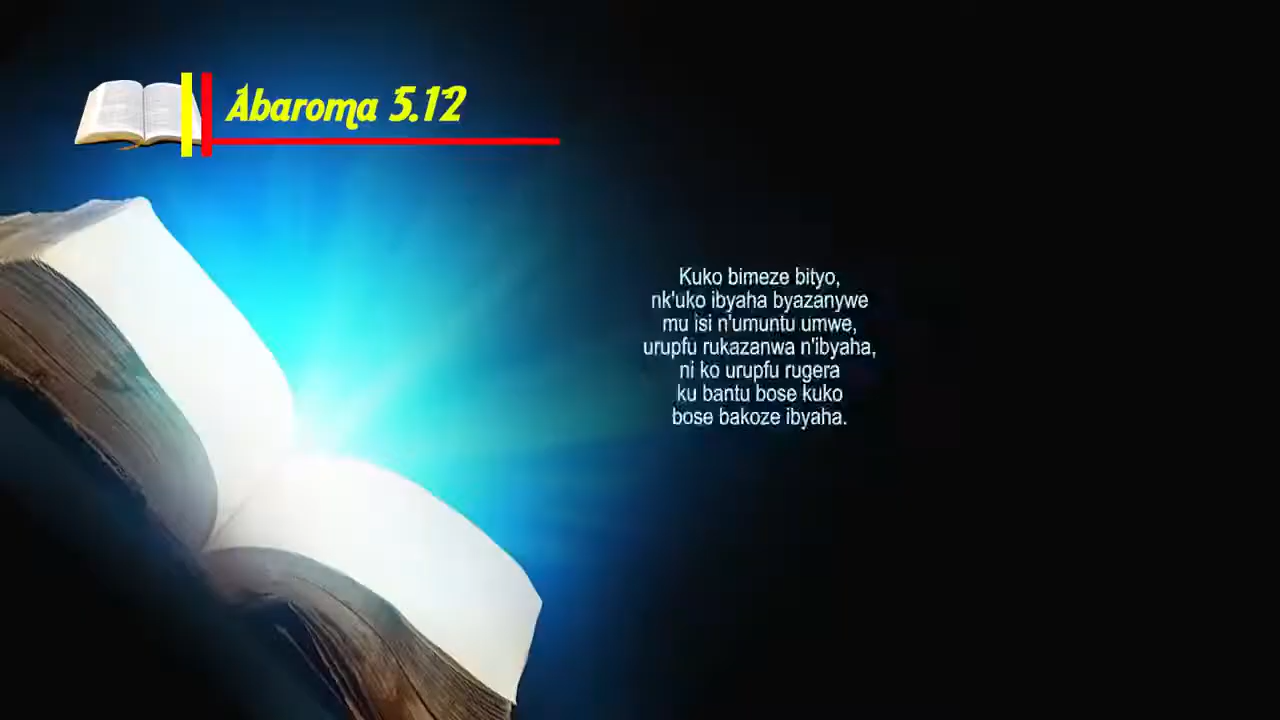 Abaroma 5.12
Kuko bimeze bityo,
nk'uko ibyaha byazanywe
mu isi n'umuntu umwe,
urupfu rukazanwa n'ibyaha,
ni ko urupfu rugera
ku bantu bose kuko
bose bakoze ibyaha.